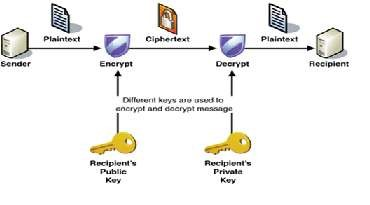 Plaintext
Ciphertext
Plaintext
Sender
Encrypt
Decrypt
Recipient
Different keys are used to
encrypt and decrypt message
Recipient's
Public
Key
Recipient's
Private
Key